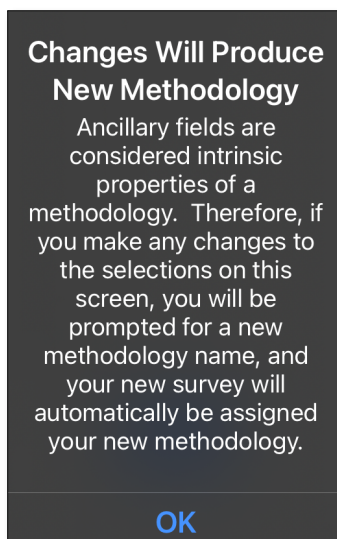 Changes Will Produce
New Methodology
Ancillary fields are
considered intrinsic
properties of a
methodology.  Therefore, if
you make any changes to
the selections on this
screen, you will be
prompted for a new
methodology name, and
your new survey will
automatically be assigned
your new methodology.
OK